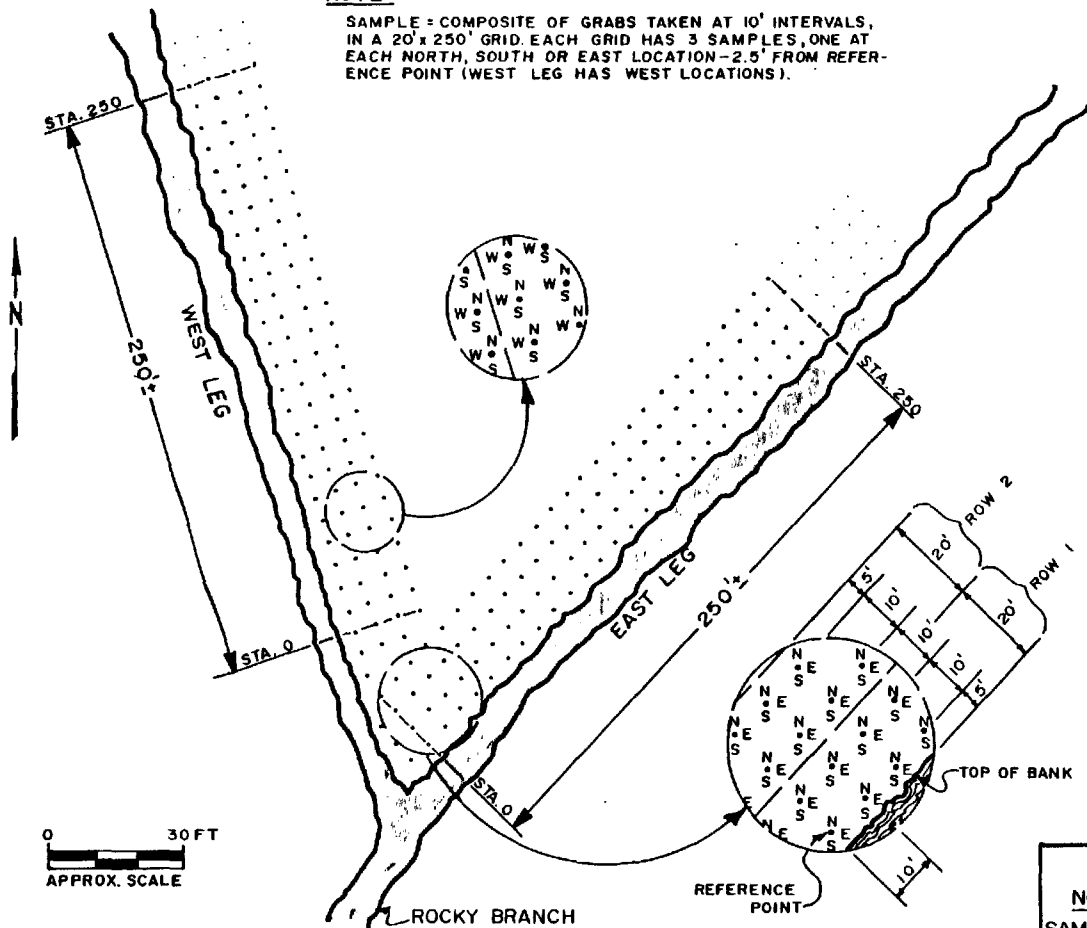 NOTE:
SAMPLE = COMPOSITE OF GRABS TAKEN AT 10' INTERVALS,
IN A 20' x 250' GRID. EACH GRID HAS 3 SAMPLES, ONE AT
EACH NORTH, SOUTH OR EAST LOCATION-2.5' FROM REFER-
ENCE POINT (WEST LEG HAS WEST LOCATIONS).
STA. 250
N
250'±
WEST LEG
STA. 0
N
W S
N
W S
N
W S
N
W S
N
W S
STA. 250
250'±
EAST LEG
STA. 0
ROW 2
ROW 1
20'
20'
5'
10'
10'
10'
5'
N E
S
N E
S
N E
S
N E
S
N E
S
TOP OF BANK
10'
REFERENCE
POINT
0 30 FT
APPROX. SCALE
ROCKY BRANCH